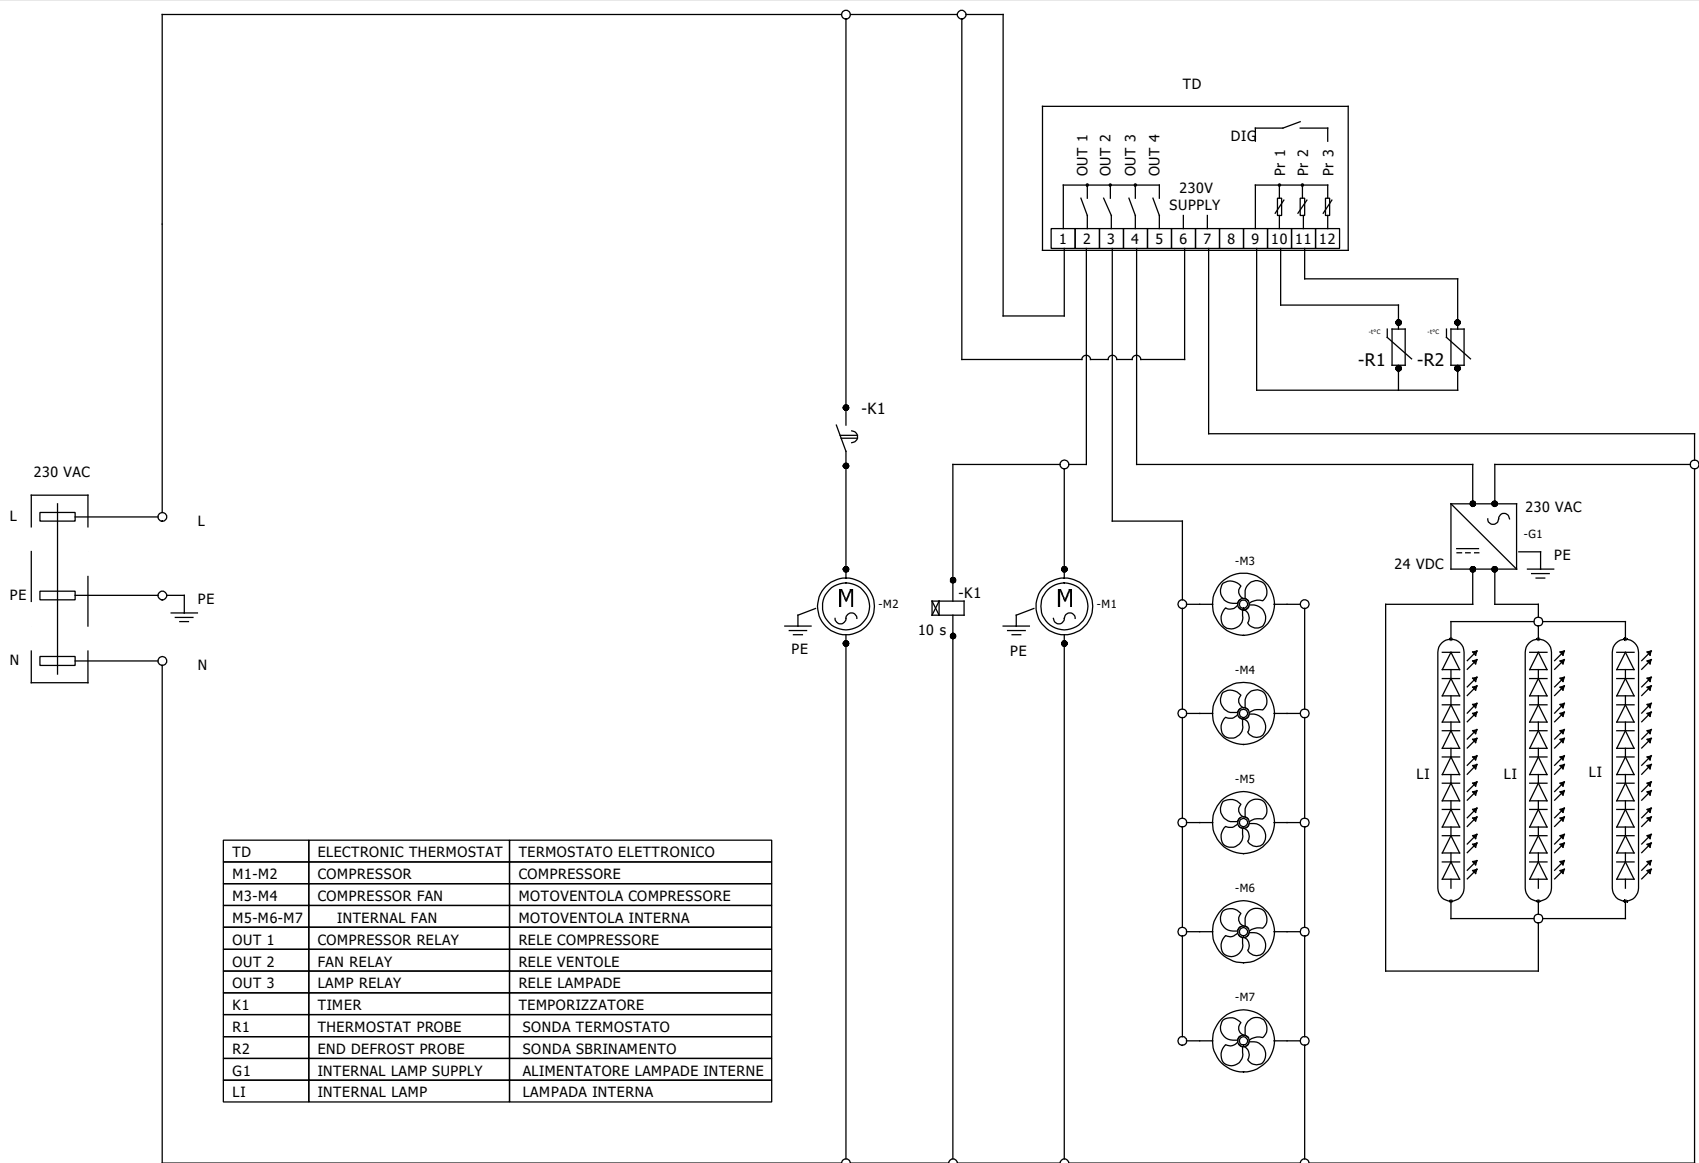 TD
DIG
OUT 1
OUT 2
OUT 3
OUT 4
Pr 1
Pr 2
Pr 3
230V
SUPPLY
1 2 3 4 5 6 7 8 9 10 11 12
-t°C
-t°C
-R1
-R2
-K1
230 VAC
L
L
PE
PE
N
N
230 VAC
-G1
24 VDC
PE
-M2
PE
-K1
10 s
-M1
PE
-M3
-M4
-M5
-M6
-M7
M
M
LI
LI
LI
TD ELECTRONIC THERMOSTAT TERMOSTATO ELETTRONICO
M1-M2 COMPRESSOR COMPRESSORE
M3-M4 COMPRESSOR FAN MOTOVENTOLA COMPRESSORE
M5-M6-M7 INTERNAL FAN MOTOVENTOLA INTERNA
OUT 1 COMPRESSOR RELAY RELE COMPRESSORE
OUT 2 FAN RELAY RELE VENTOLE
OUT 3 LAMP RELAY RELE LAMPADE
K1 TIMER TEMPORIZZATORE
R1 THERMOSTAT PROBE SONDA TERMOSTATO
R2 END DEFROST PROBE SONDA SBRINAMENTO
G1 INTERNAL LAMP SUPPLY ALIMENTATORE LAMPADE INTERNE
LI INTERNAL LAMP LAMPADA INTERNA